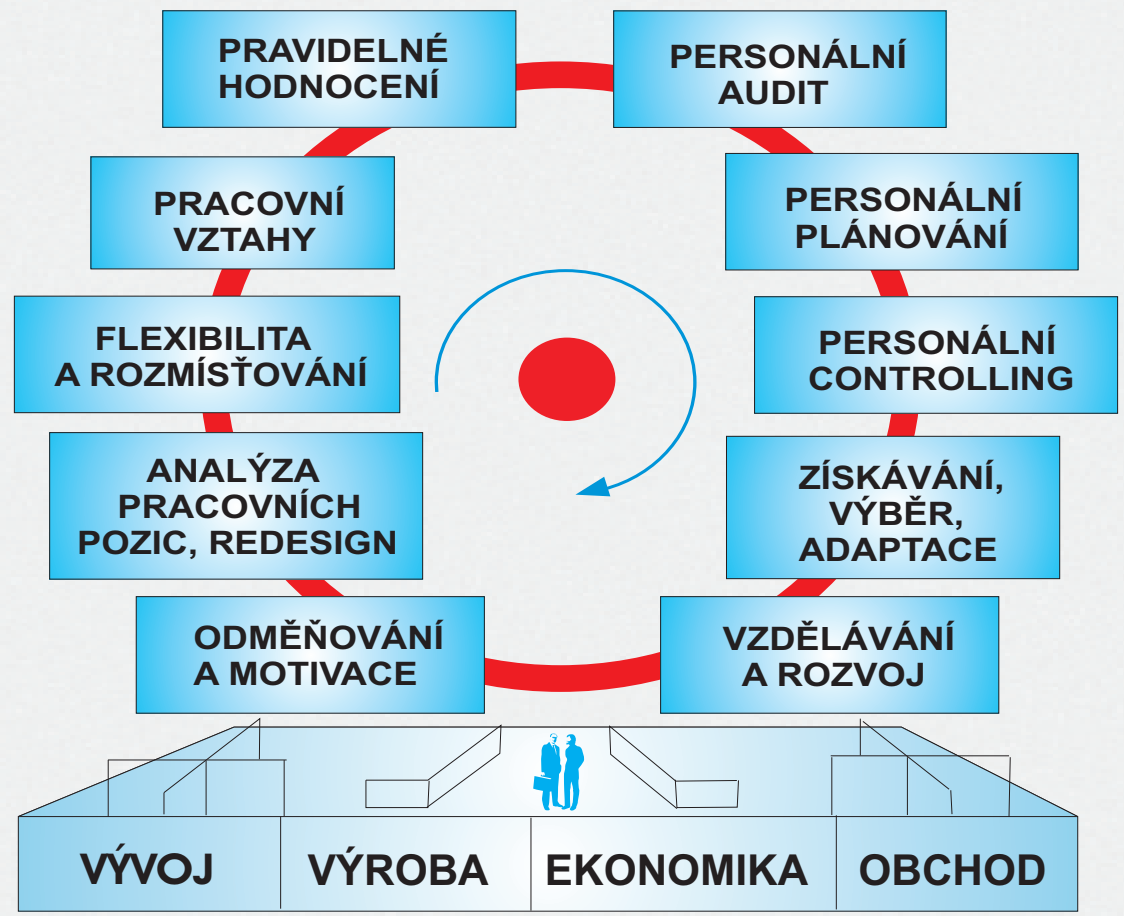 PRAVIDELNÉ
HODNOCENÍ
PERSONÁLNÍ
AUDIT
PRACOVNÍ
VZTAHY
PERSONÁLNÍ
PLÁNOVÁNÍ
FLEXIBILITA
A ROZMÍSŤOVÁNÍ
PERSONÁLNÍ
CONTROLLING
ANALÝZA
PRACOVNÍCH
POZIC, REDESIGN
ZÍSKÁVÁNÍ,
VÝBĚR,
ADAPTACE
ODMĚŇOVÁNÍ
A MOTIVACE
VZDĚLÁVÁNÍ
A ROZVOJ
VÝVOJ
VÝROBA
EKONOMIKA
OBCHOD